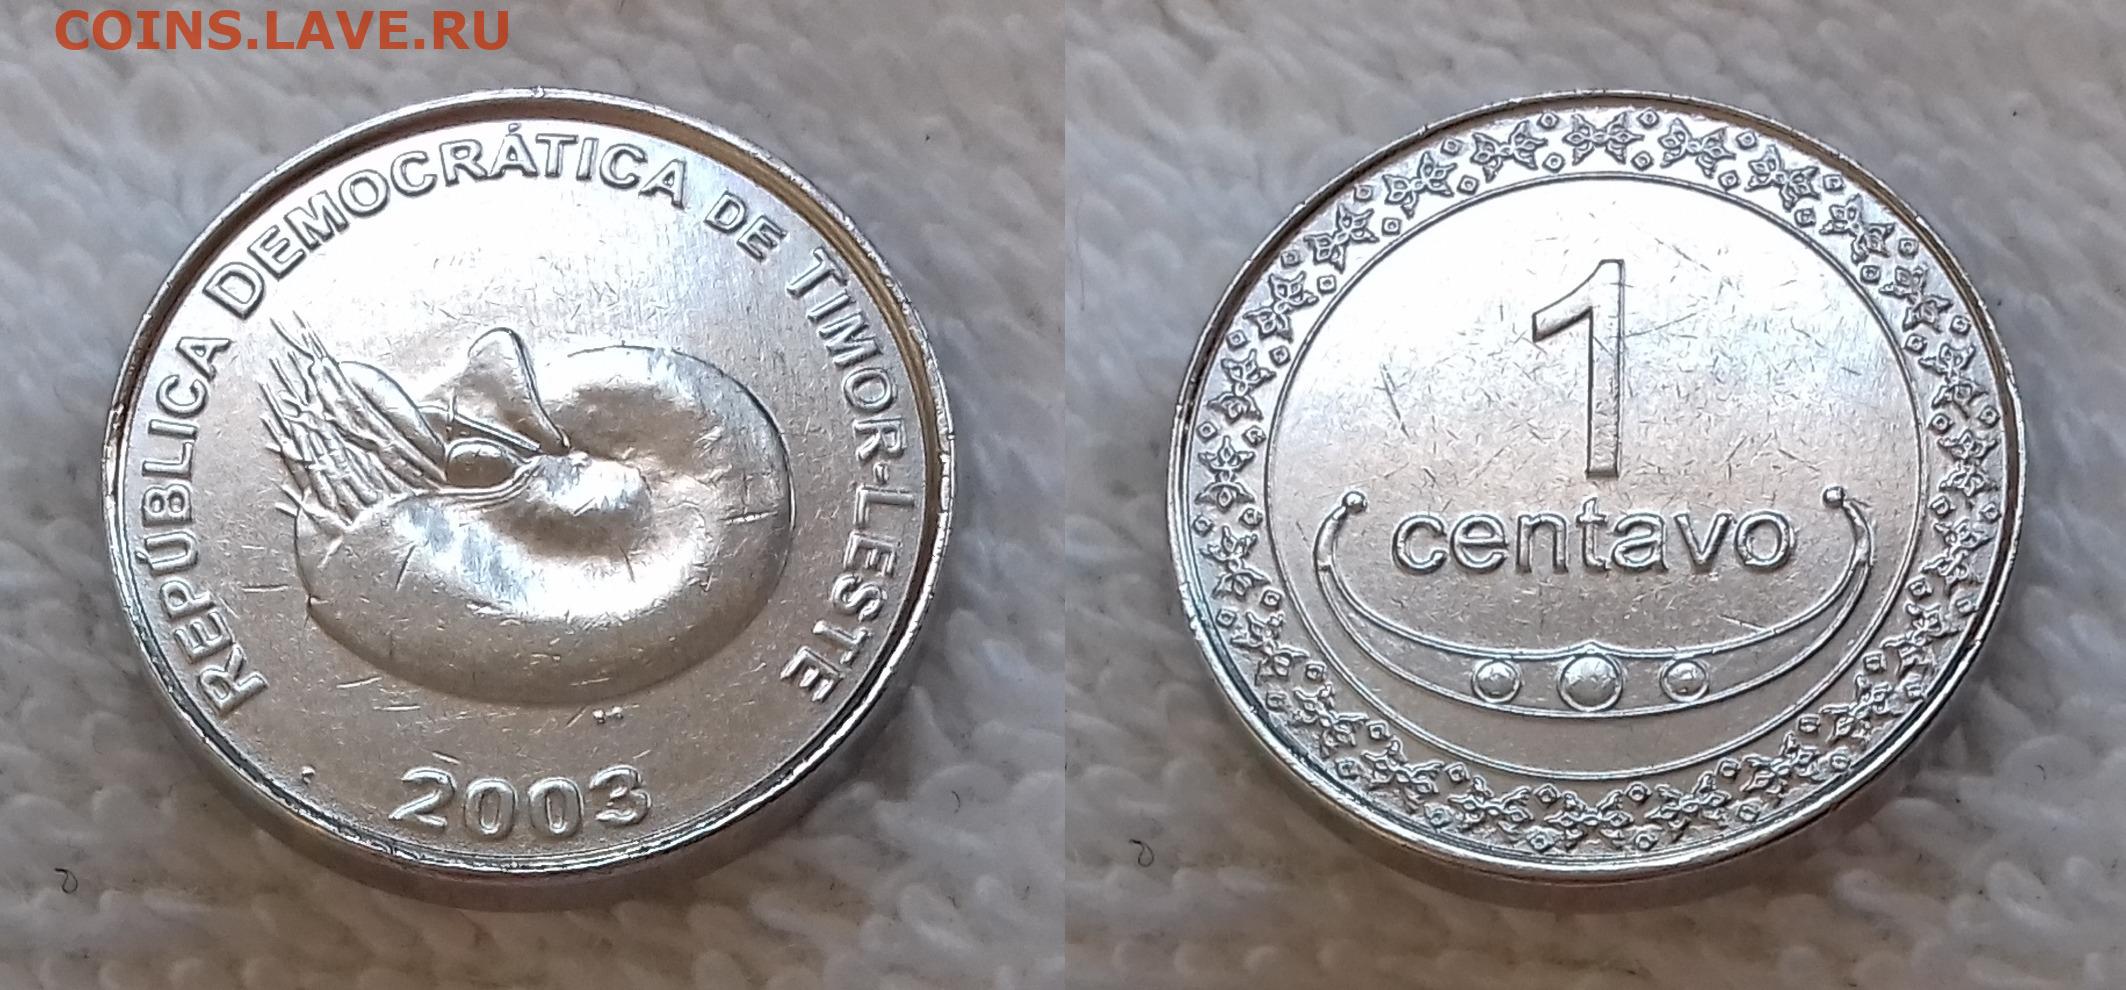 COINS.LAVE.RU
REPÚBLICA DEMOCRÁTICA DE TIMOR-LESTE
2003
1
centavo